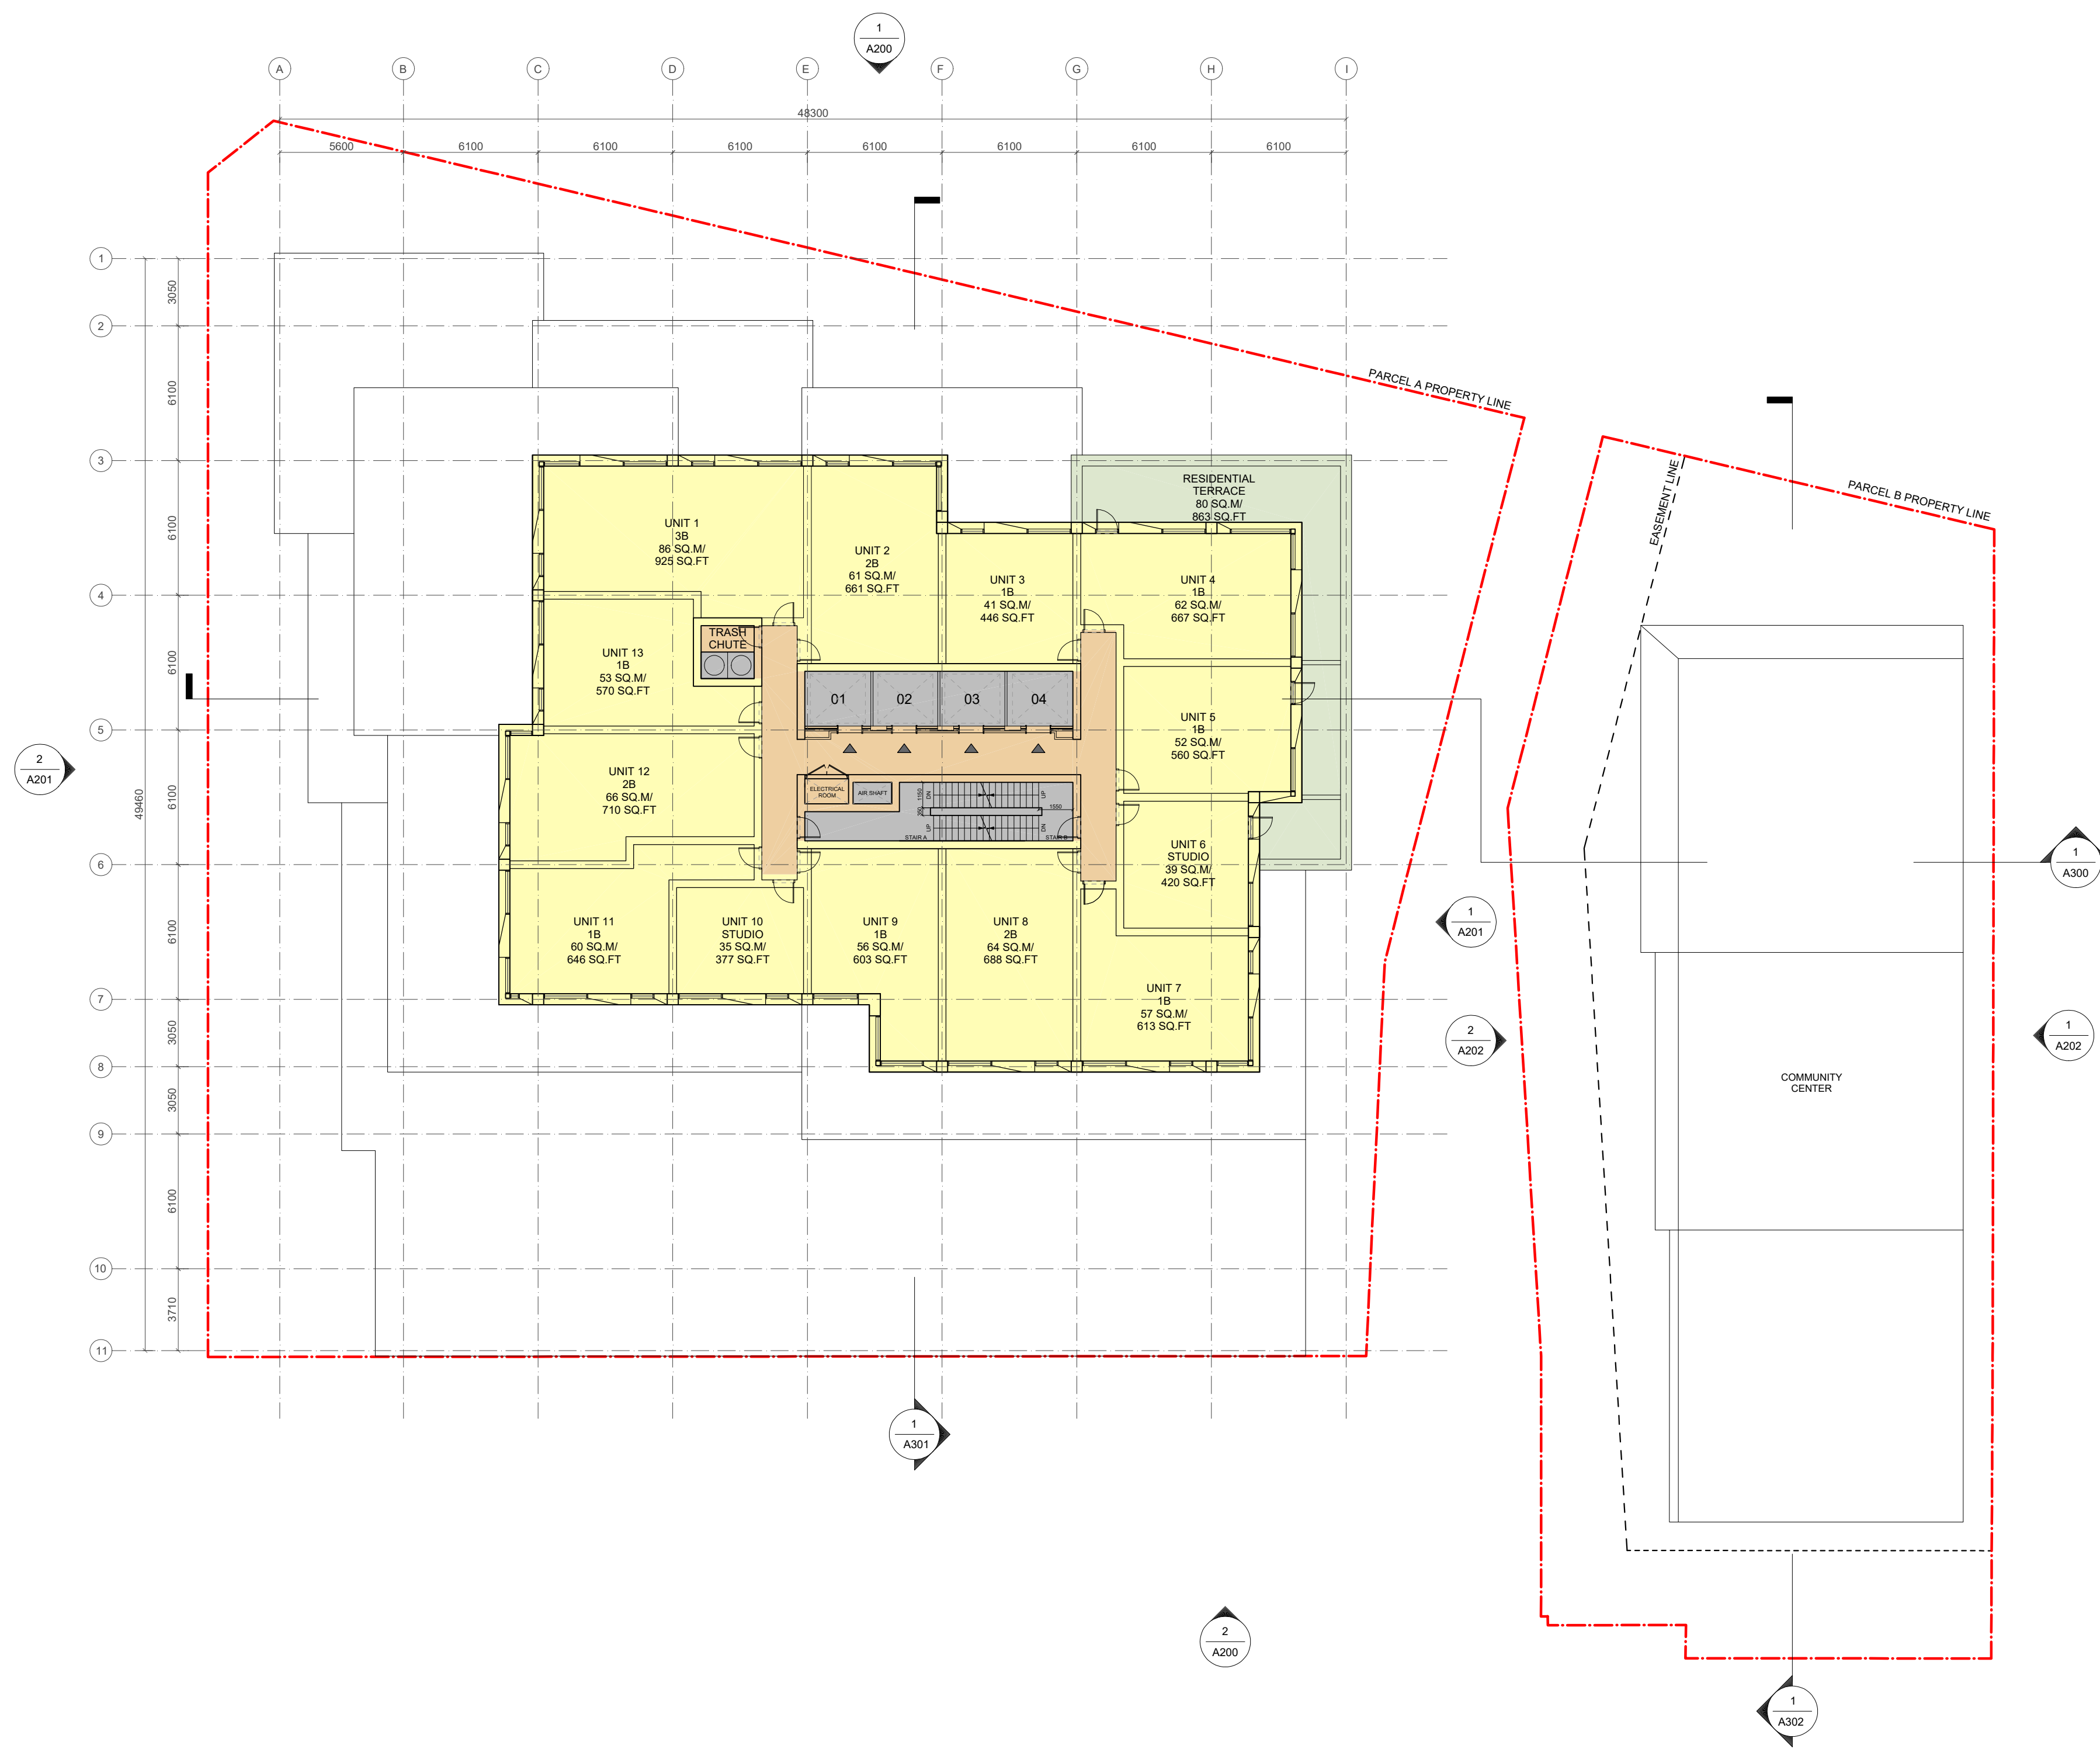 1
A200
A
B
C
D
E
F
G
H
I
48300
5600
6100
6100
6100
6100
6100
6100
6100
1
2
3
4
5
6
7
8
9
10
11
49460
3050
6100
6100
6100
6100
6100
3050
3050
6100
3710
PARCEL A PROPERTY LINE
EASEMENT LINE
PARCEL B PROPERTY LINE
RESIDENTIAL
TERRACE
80 SQ.M/
863 SQ.FT
UNIT 1
3B
86 SQ.M/
925 SQ.FT
UNIT 2
2B
61 SQ.M/
661 SQ.FT
UNIT 3
1B
41 SQ.M/
446 SQ.FT
UNIT 4
1B
62 SQ.M/
667 SQ.FT
TRASH
CHUTE
UNIT 13
1B
53 SQ.M/
570 SQ.FT
01
02
03
04
UNIT 5
1B
52 SQ.M/
560 SQ.FT
UNIT 12
2B
66 SQ.M/
710 SQ.FT
ELECTRICAL
ROOM
AIR SHAFT
1150
350
DN
UP
UP
DN
1550
STAIR A
STAIR B
UNIT 6
STUDIO
39 SQ.M/
420 SQ.FT
UNIT 11
1B
60 SQ.M/
646 SQ.FT
UNIT 10
STUDIO
35 SQ.M/
377 SQ.FT
UNIT 9
1B
56 SQ.M/
603 SQ.FT
UNIT 8
2B
64 SQ.M/
688 SQ.FT
UNIT 7
1B
57 SQ.M/
613 SQ.FT
2
A201
1
A201
2
A202
1
A300
1
A202
COMMUNITY
CENTER
1
A301
2
A200
1
A302